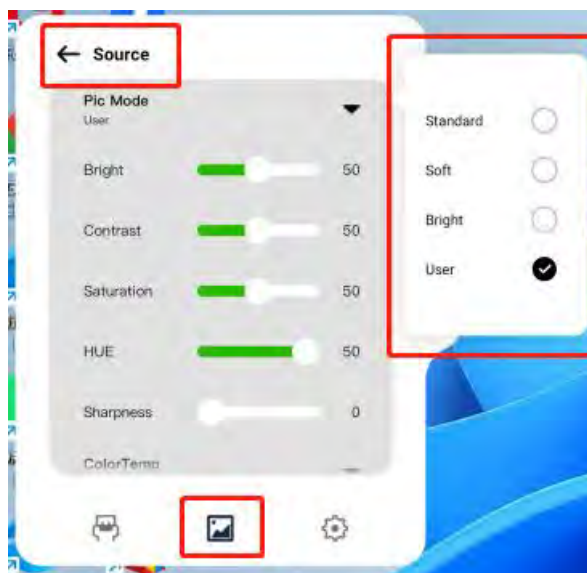 Source
Pic Mode
User
Bright 50
Contrast 50
Saturation 50
HUE 50
Sharpness 0
ColorTemp
Standard
Soft
Bright
User